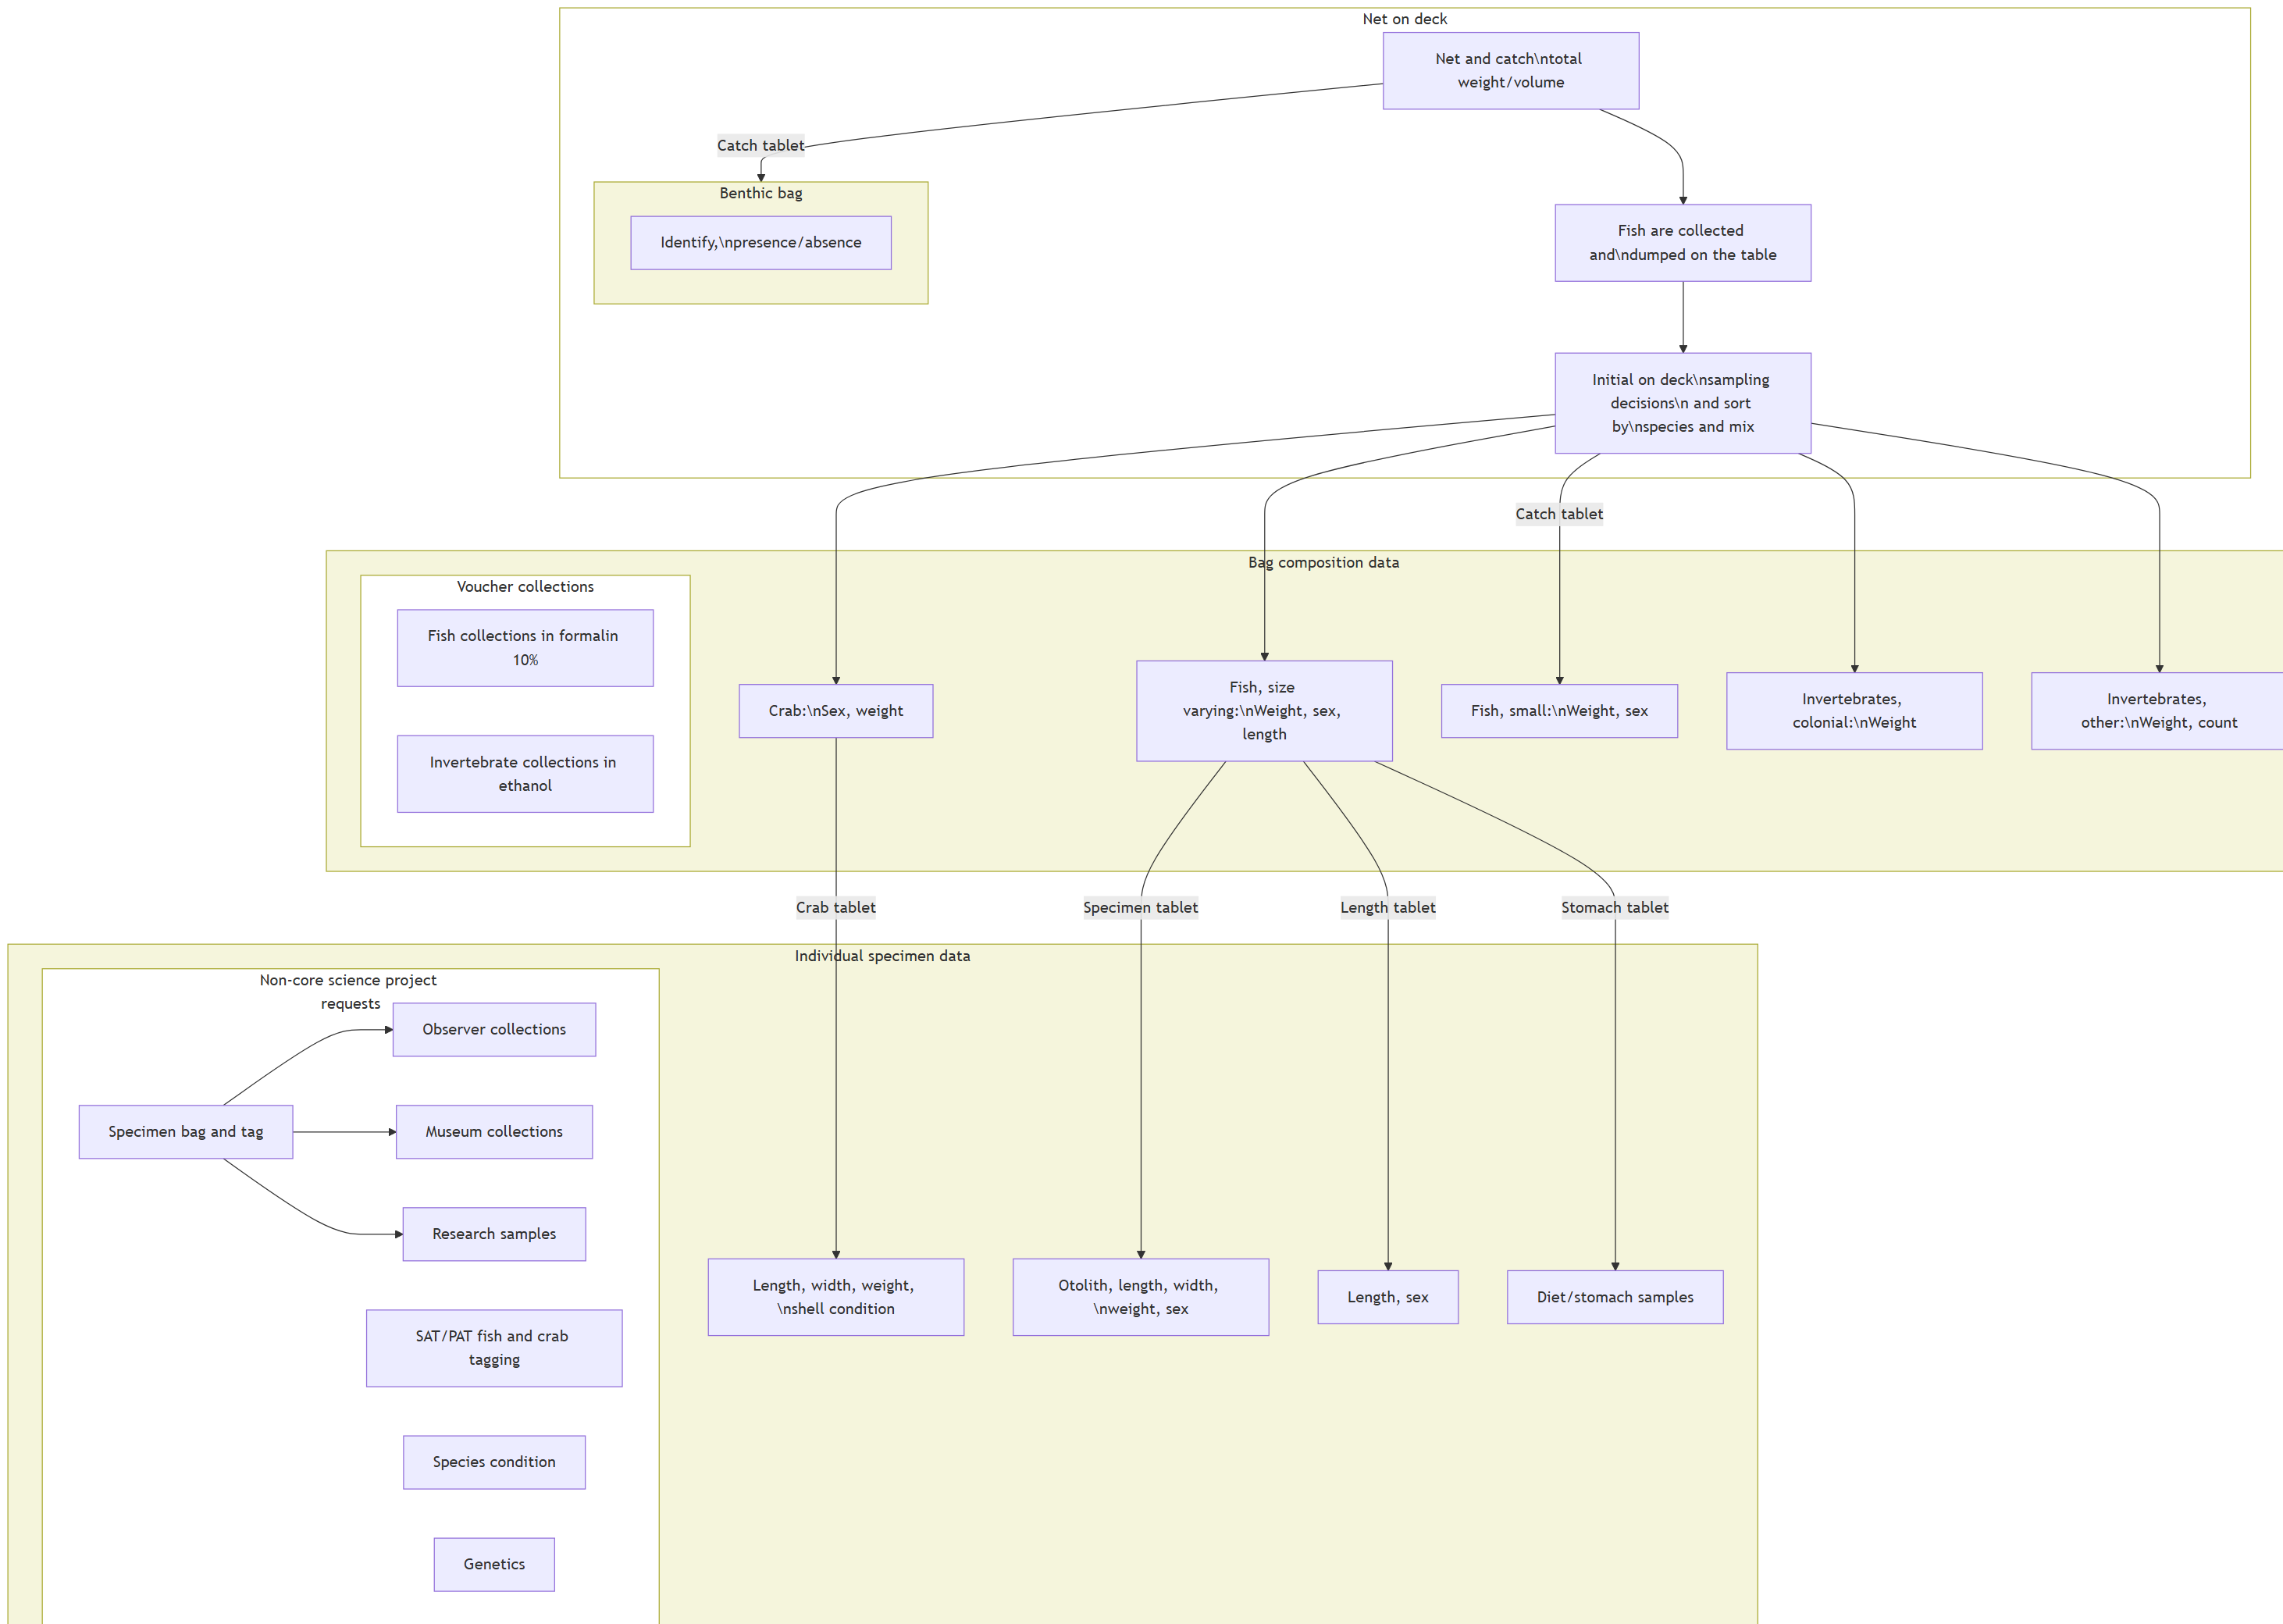 Net on deck
Net and catch\ntotal
weight/volume
Catch tablet
Benthic bag
Identify,\npresence/absence
Fish are collected
and\ndumped on the table
Initial on deck\nsampling
decisions\n and sort
by\nspecies and mix
Catch tablet
Bag composition data
Voucher collections
Fish collections in formalin
10%
Invertebrate collections in
ethanol
Crab:\nSex, weight
Fish, size
varying:\nWeight, sex,
length
Fish, small:\nWeight, sex
Invertebrates,
colonial:\nWeight
Invertebrates,
other:\nWeight, count
Crab tablet
Specimen tablet
Length tablet
Stomach tablet
Individual specimen data
Non-core science project
requests
Observer collections
Specimen bag and tag
Museum collections
Research samples
SAT/PAT fish and crab
tagging
Species condition
Genetics
Length, width, weight,
\nshell condition
Otolith, length, width,
\nweight, sex
Length, sex
Diet/stomach samples